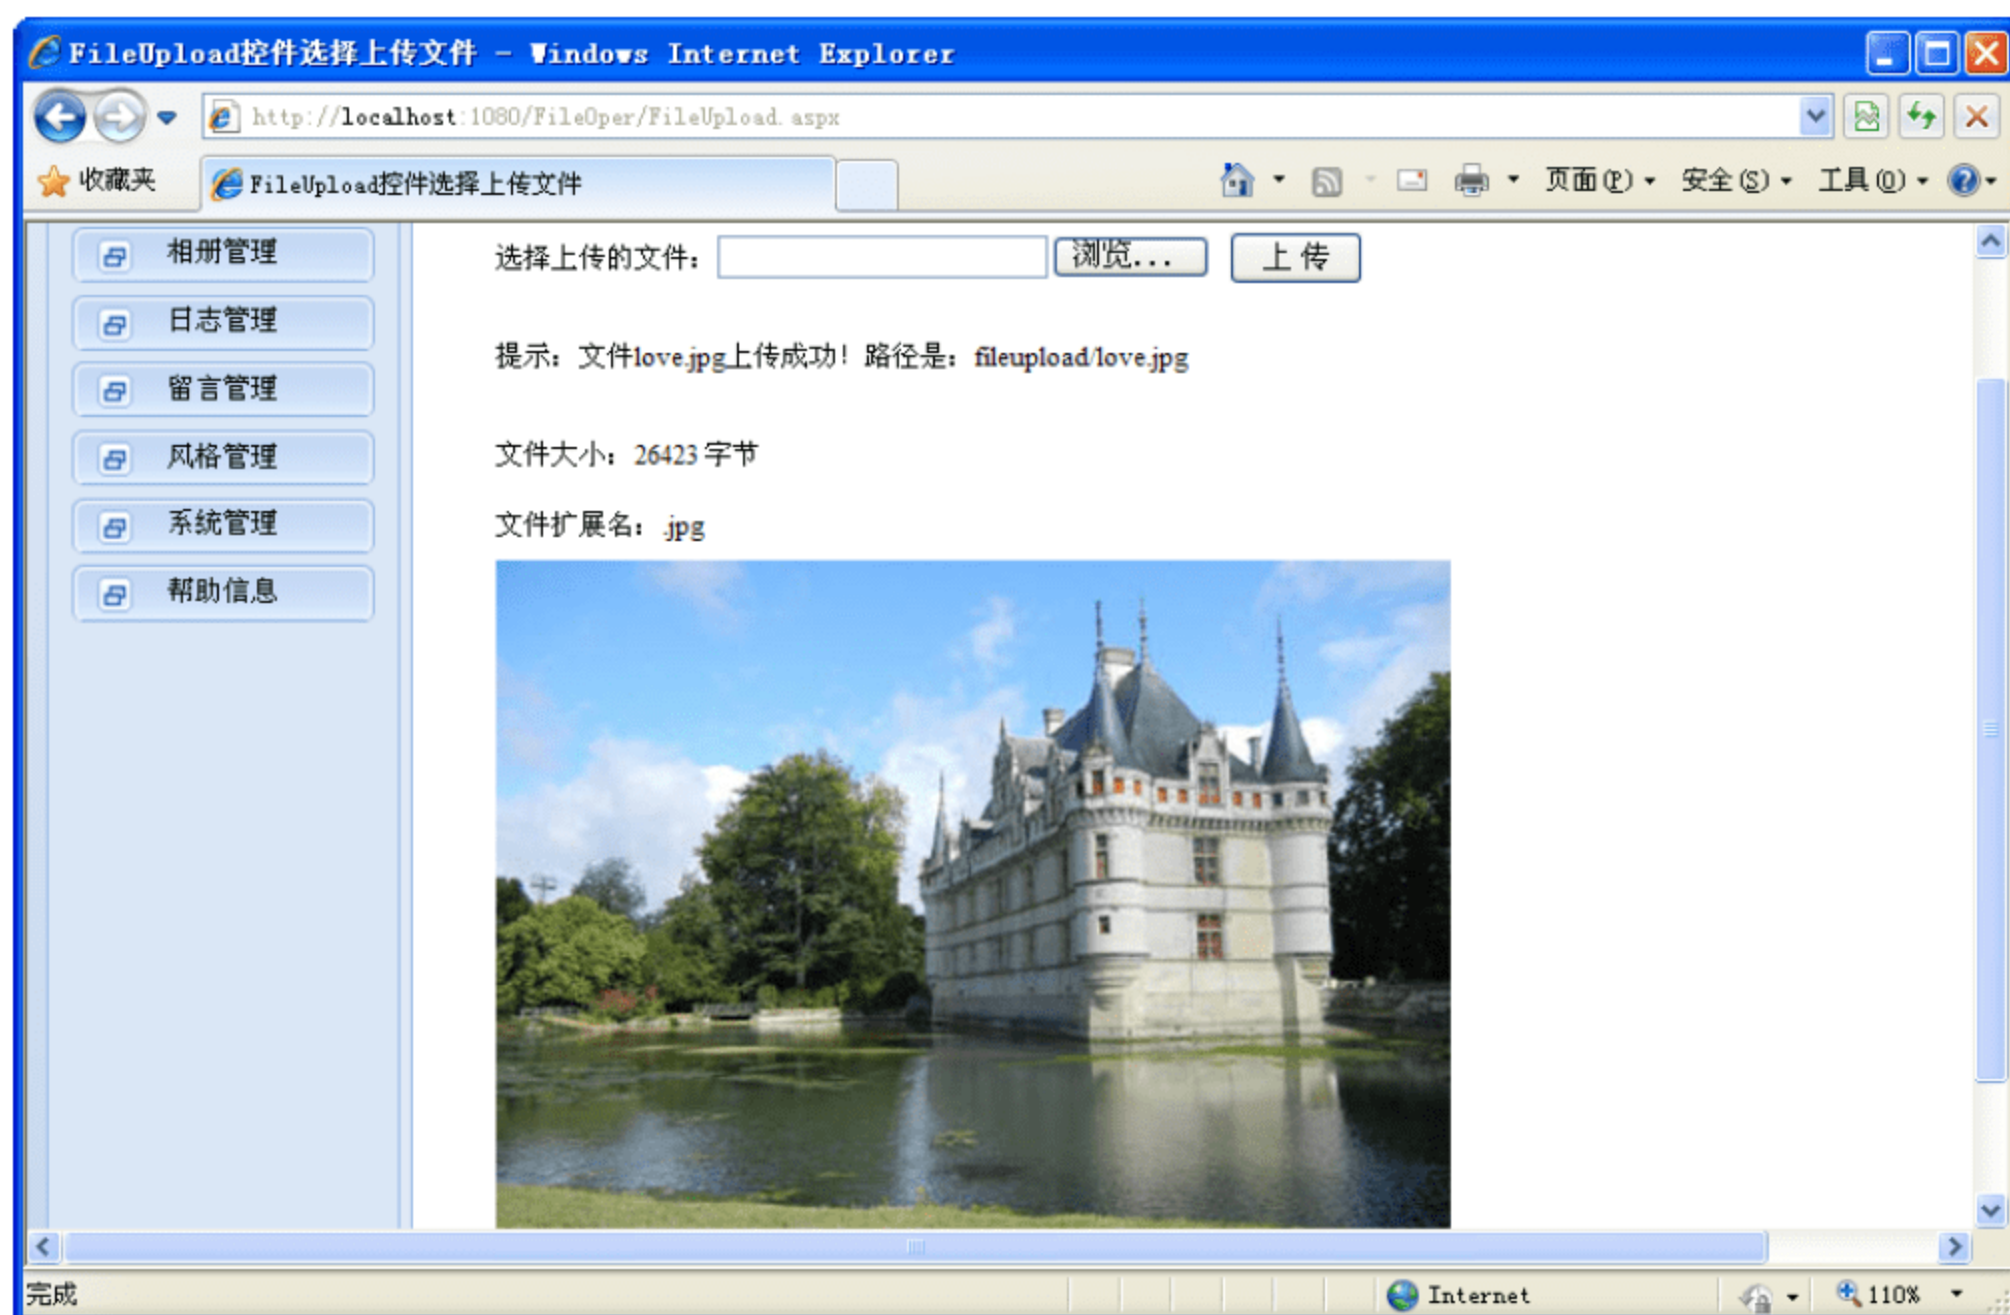 FileUpload控件选择上传文件 - Windows Internet Explorer
http://localhost:1080/FileOper/FileUpload.aspx
收藏夹
FileUpload控件选择上传文件
页面(P)
安全(S)
工具(O)
相册管理
日志管理
留言管理
风格管理
系统管理
帮助信息
选择上传的文件：
浏览...
上 传
提示：文件love.jpg上传成功！路径是：fileupload/love.jpg
文件大小：26423 字节
文件扩展名：.jpg
完成
Internet
110%